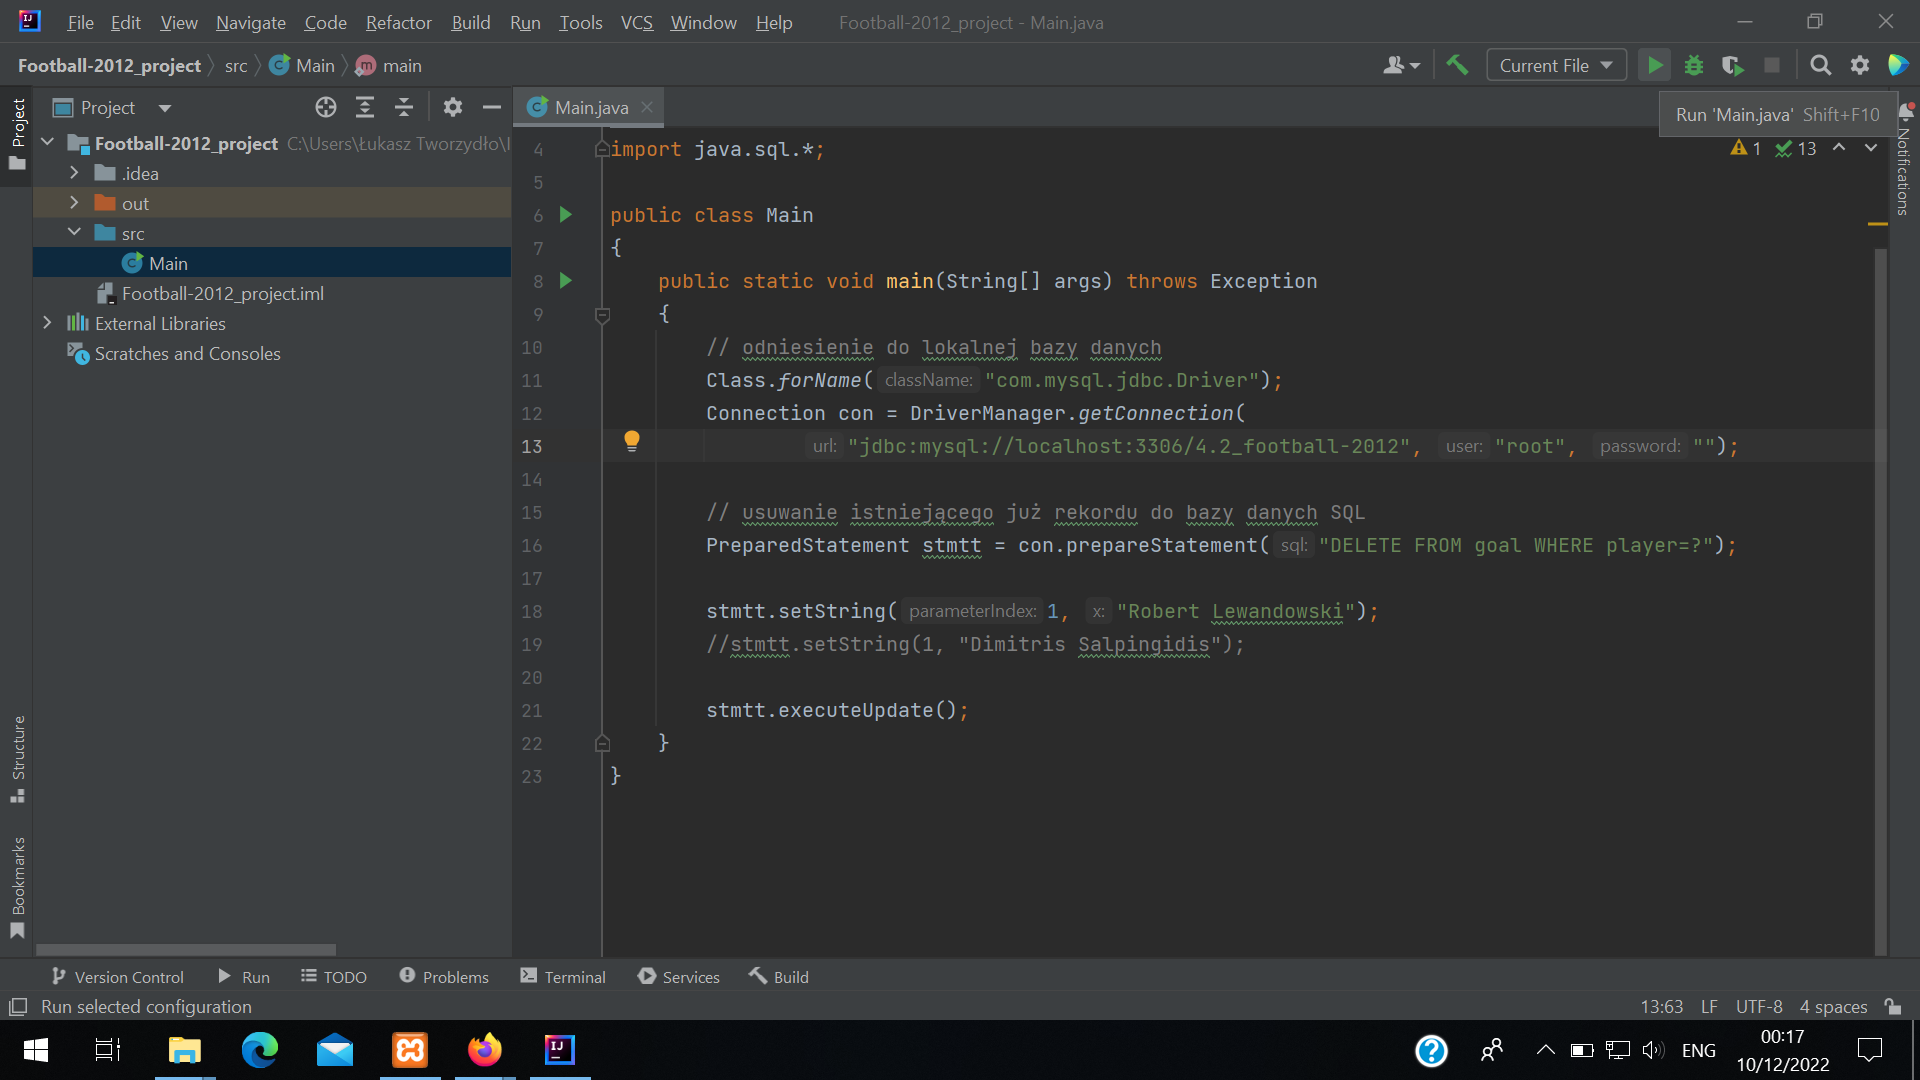 File Edit View Navigate Code Refactor Build Run Tools VCS Window Help Football-2012_project - Main.java
Football-2012_project src Main main Current File
Project Main.java
Run 'Main.java' Shift+F10
Project
Football-2012_project C:\Users\Łukasz Tworzydło\
.idea
out
src
Main
Football-2012_project.iml
External Libraries
Scratches and Consoles
Structure
Bookmarks
Notifications
1 13
4 import java.sql.*;
5
6 public class Main
7 {
8 public static void main(String[] args) throws Exception
9 {
10 // odniesienie do lokalnej bazy danych
11 Class.forName( className: "com.mysql.jdbc.Driver");
12 Connection con = DriverManager.getConnection(
13 url: "jdbc:mysql://localhost:3306/4.2_football-2012", user: "root", password: "");
14
15 // usuwanie istniejącego już rekordu do bazy danych SQL
16 PreparedStatement stmtt = con.prepareStatement( sql: "DELETE FROM goal WHERE player=?");
17
18 stmtt.setString( parameterIndex: 1, x: "Robert Lewandowski");
19 //stmtt.setString(1, "Dimitris Salpingidis");
20
21 stmtt.executeUpdate();
22 }
23 }
Version Control Run TODO Problems Terminal Services Build
Run selected configuration 13:63 LF UTF-8 4 spaces
ENG 00:17
10/12/2022